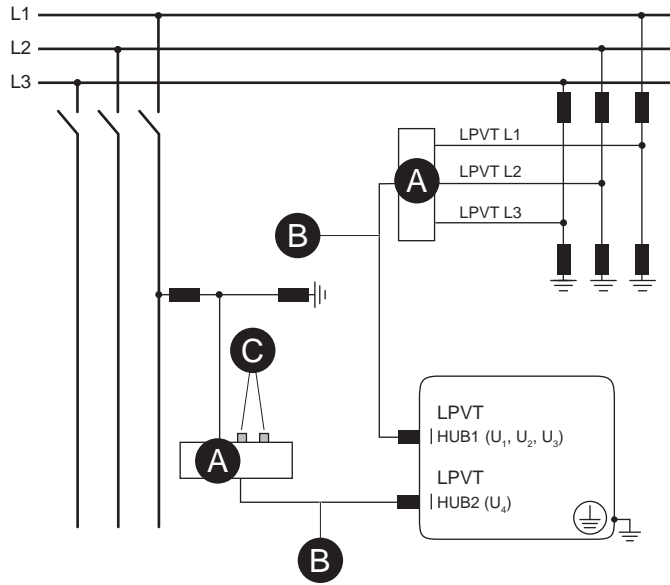 L1
L2
L3
LPVT L1
A
LPVT L2
LPVT L3
B
C
A
LPVT
HUB1 (U₁, U₂, U₃)
LPVT
HUB2 (U₄)
B